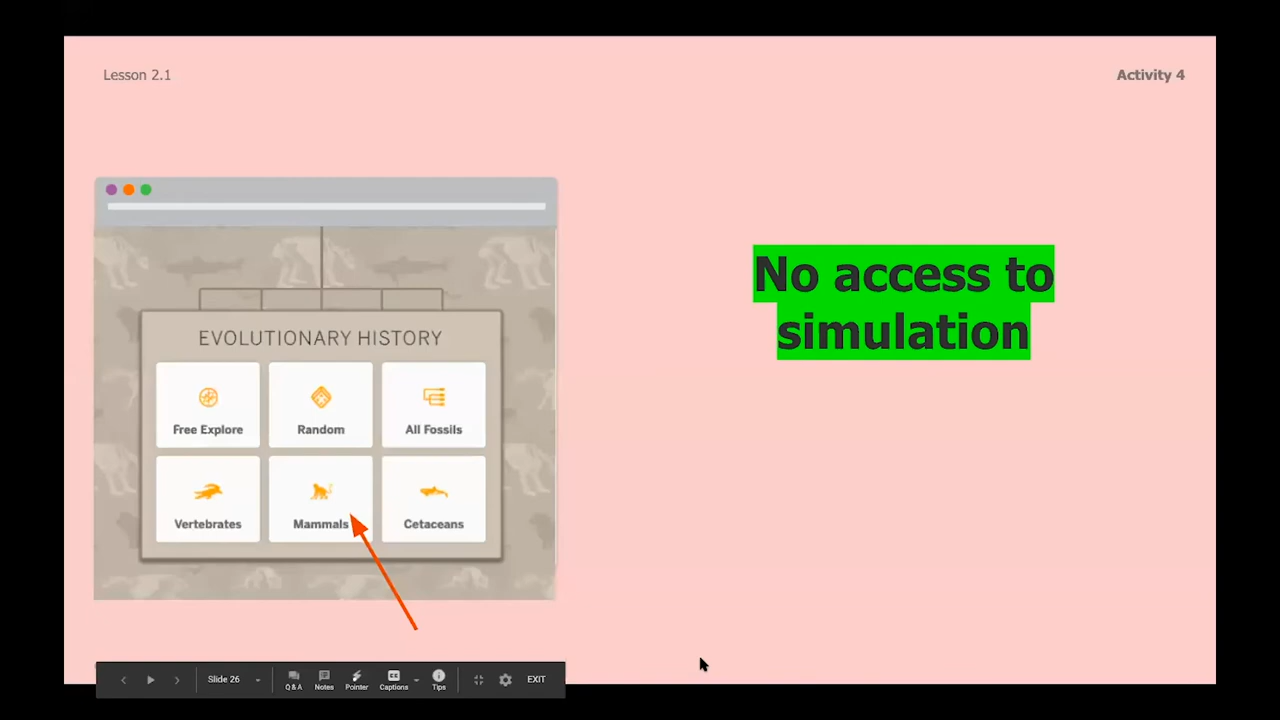 Lesson 2.1
Activity 4
No access to
simulation
EVOLUTIONARY HISTORY
Free Explore
Random
All Fossils
Vertebrates
Mammals
Cetaceans
Slide 26
Q & A
Notes
Pointer
CC
Captions
Tips
EXIT